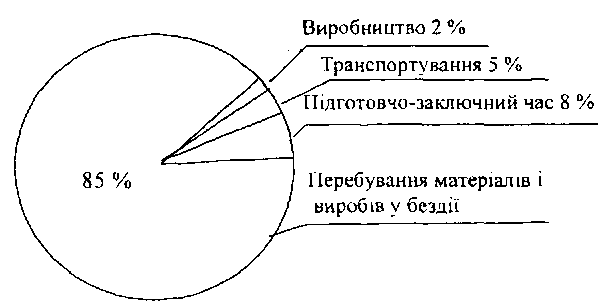 Виробництво 2 %
Транспортування 5 %
Підготовчо-заключний час 8 %
85 %
Перебування матеріалів і
виробів у бездії